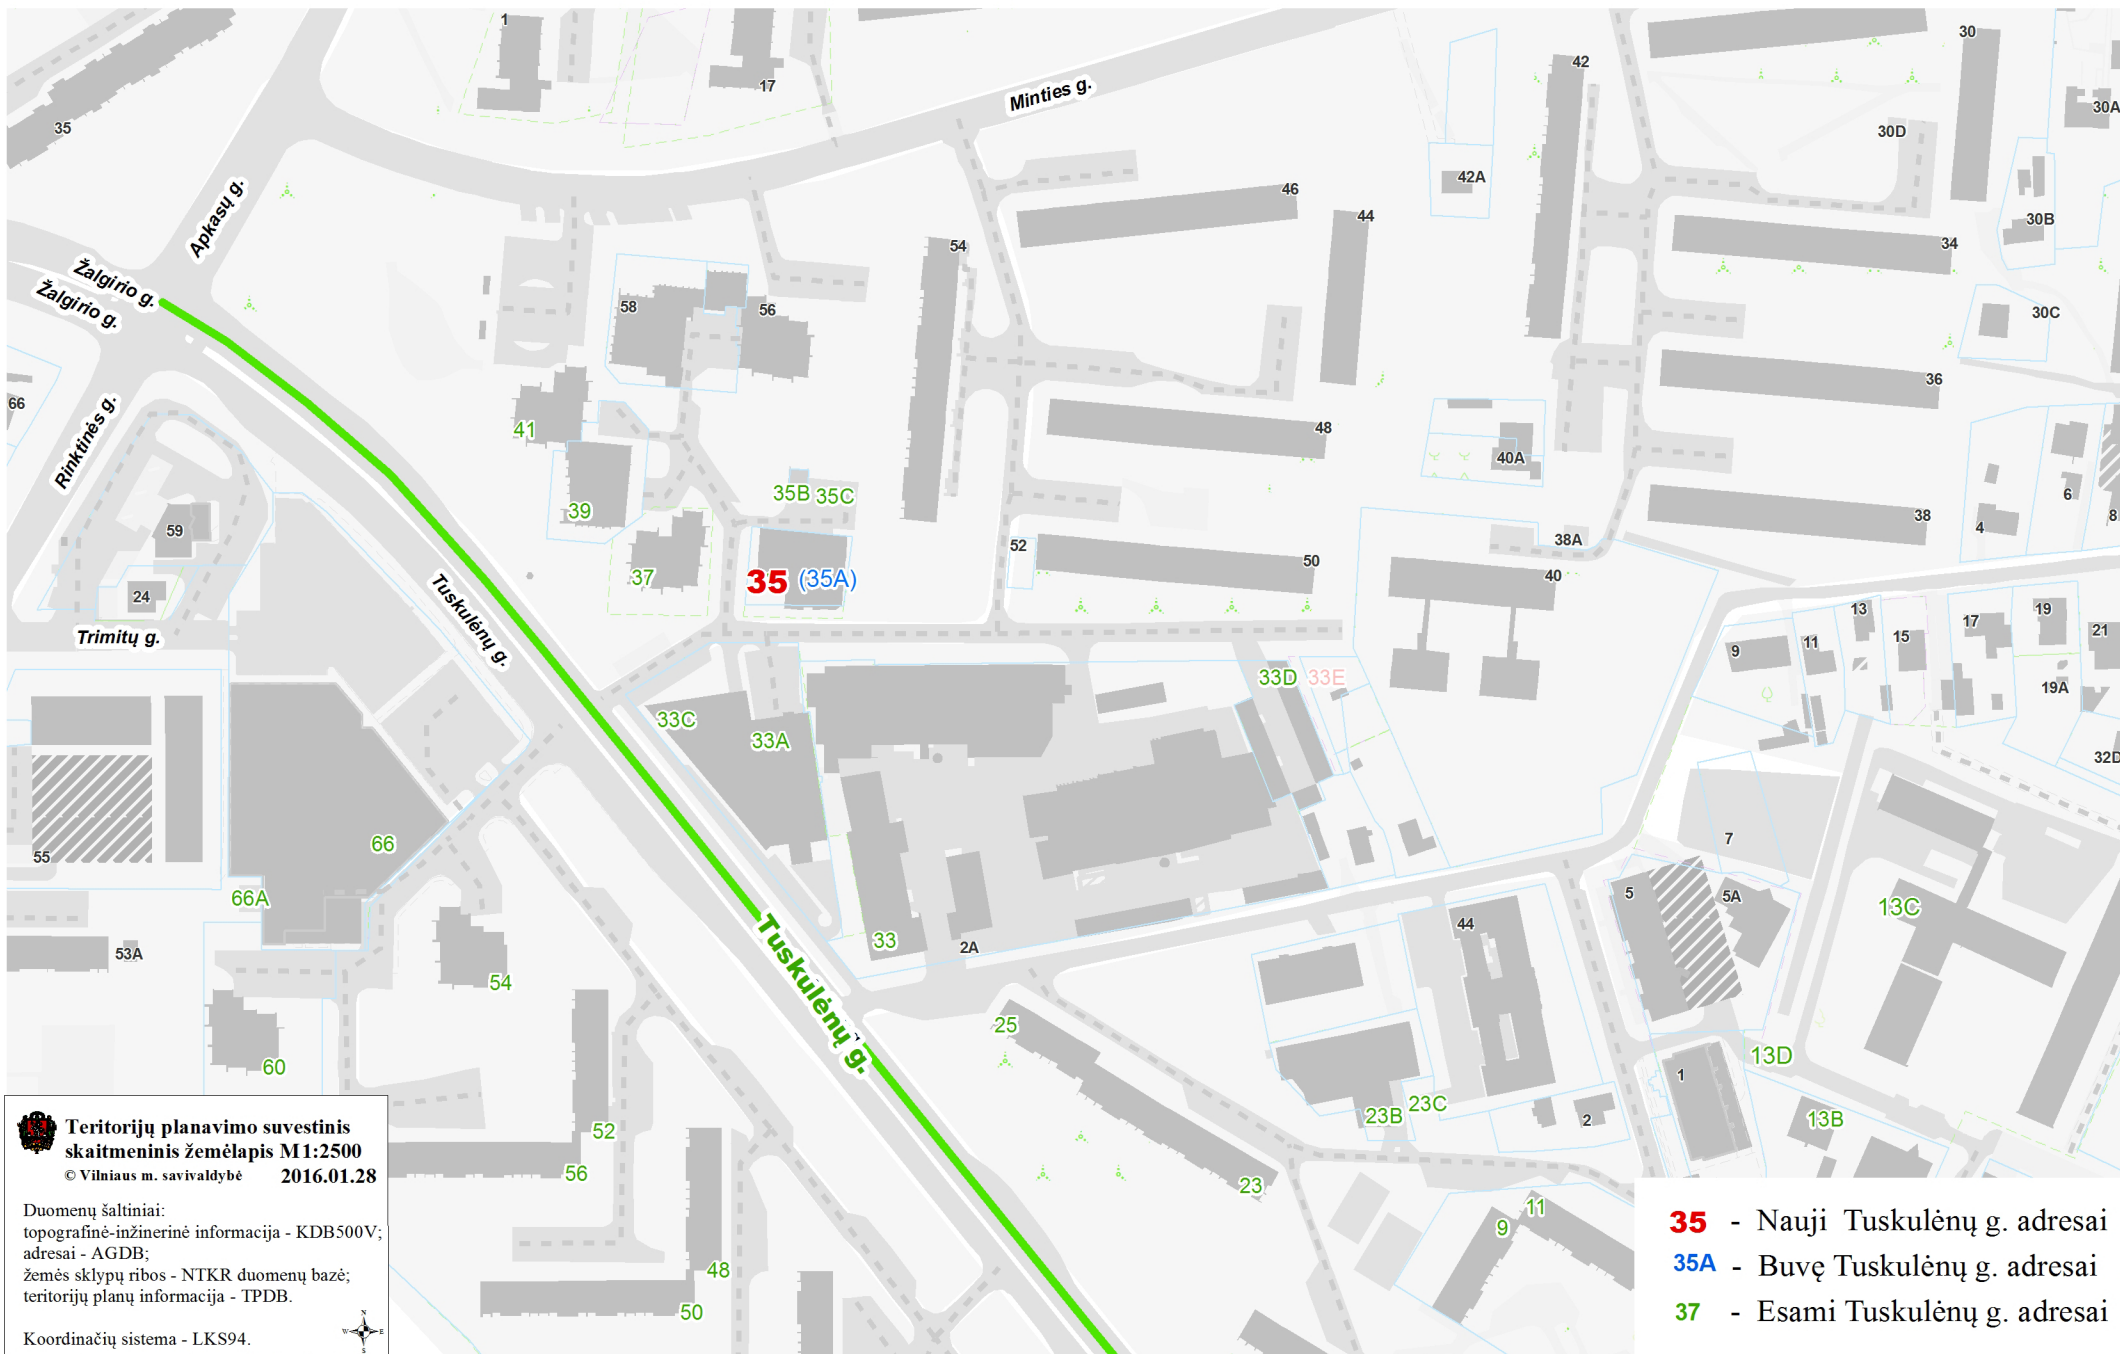 1
17
35
Minties g.
42
30
30A
30D
42A
46
44
30B
34
54
Apkasų g.
Žalgirio g.
Žalgirio g.
58
56
30C
36
66
41
48
40A
Rinktinės g.
35B 35C
39
6
8
38
4
59
38A
52
50
40
37
35 (35A)
24
Trimitų g.
Tuskulėnų g.
13
19
17
15
11
9
21
33D 33E
19A
33C
33A
32D
66
55
7
5
5A
66A
13C
44
33
2A
53A
54
Tuskulėnų g.
25
13D
60
1
23C
23B
2
13B
52
56
23
11
9
48
50
Teritorijų planavimo suvestinis
skaitmeninis žemėlapis M1:2500
© Vilniaus m. savivaldybė 2016.01.28
Duomenų šaltiniai:
topografinė-inžinerinė informacija - KDB500V;
adresai - AGDB;
žemės sklypų ribos - NTKR duomenų bazė;
teritorijų planų informacija - TPDB.
Koordinačių sistema - LKS94.
N
W E
S
35 - Nauji Tuskulėnų g. adresai
35A - Buvę Tuskulėnų g. adresai
37 - Esami Tuskulėnų g. adresai